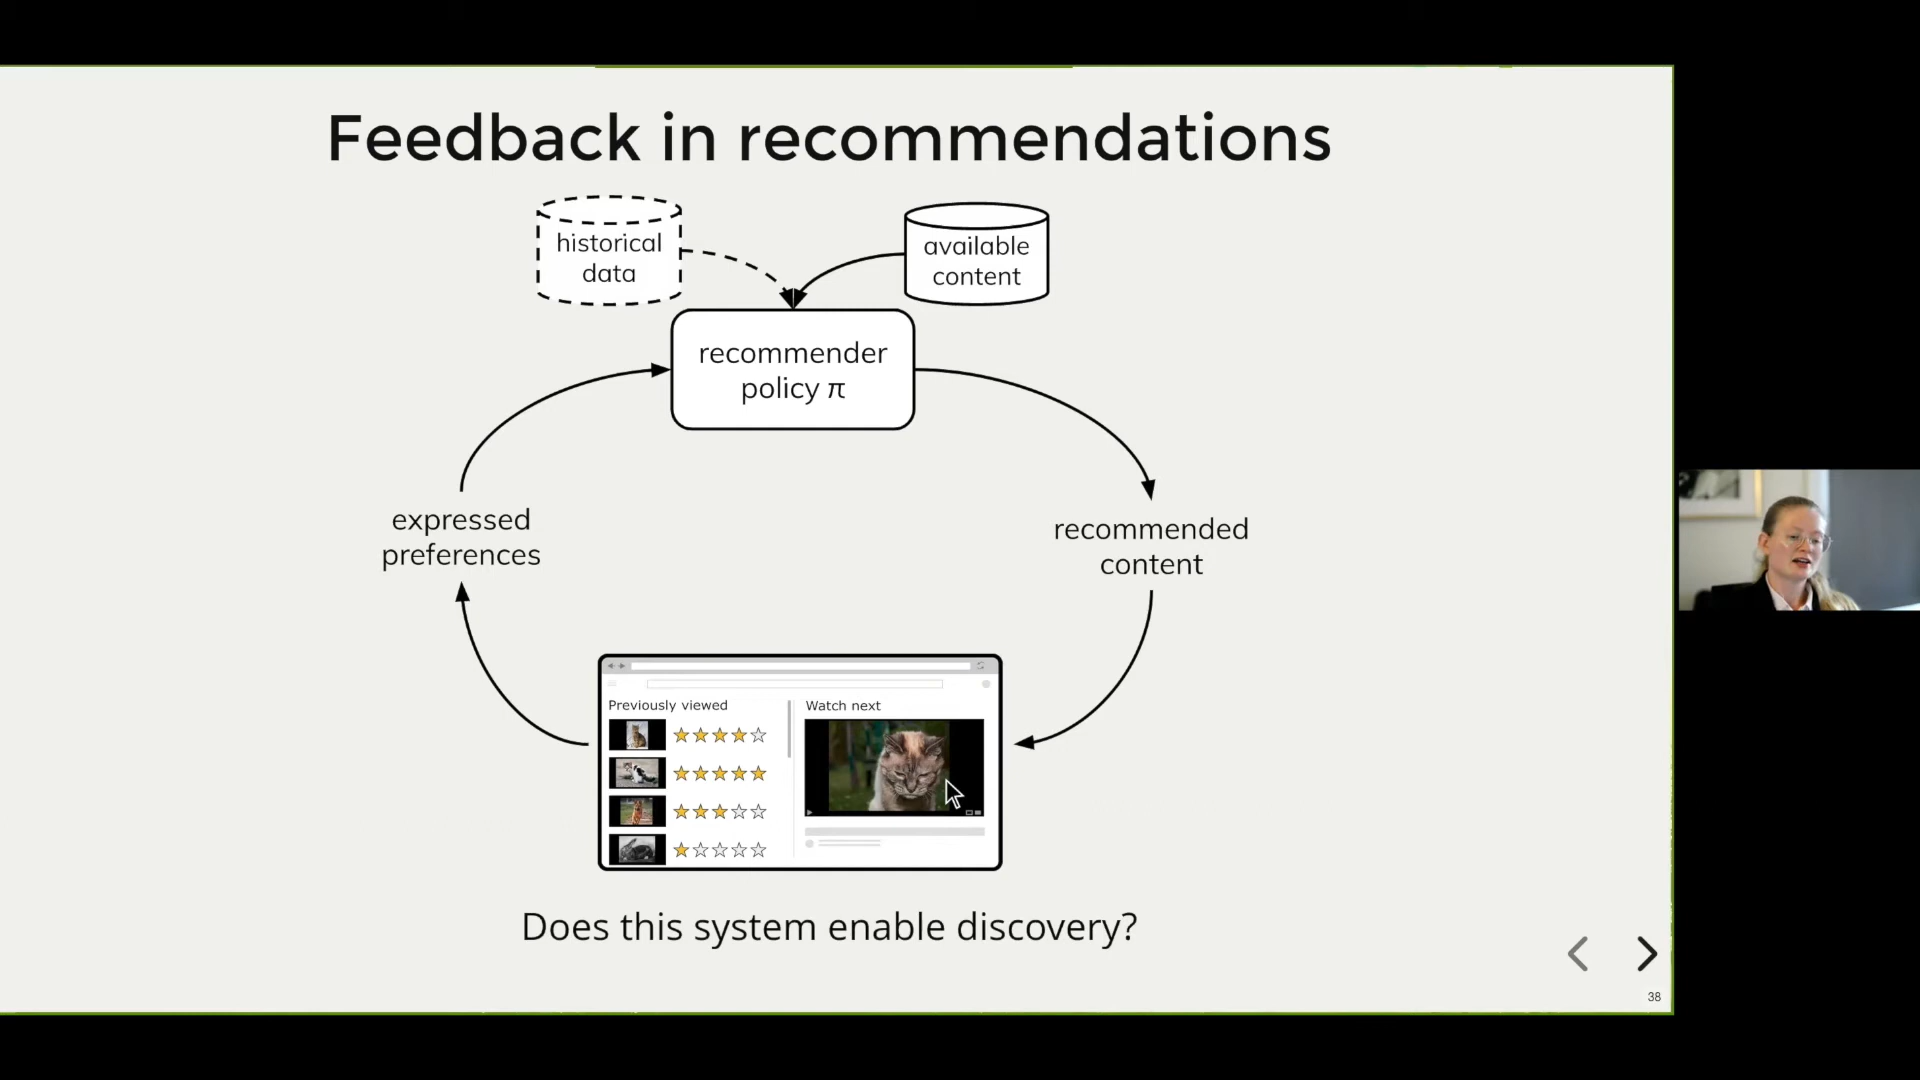 Feedback in recommendations
historical
data
available
content
recommender
policy π
expressed
preferences
recommended
content
Previously viewed
Watch next
Does this system enable discovery?
38